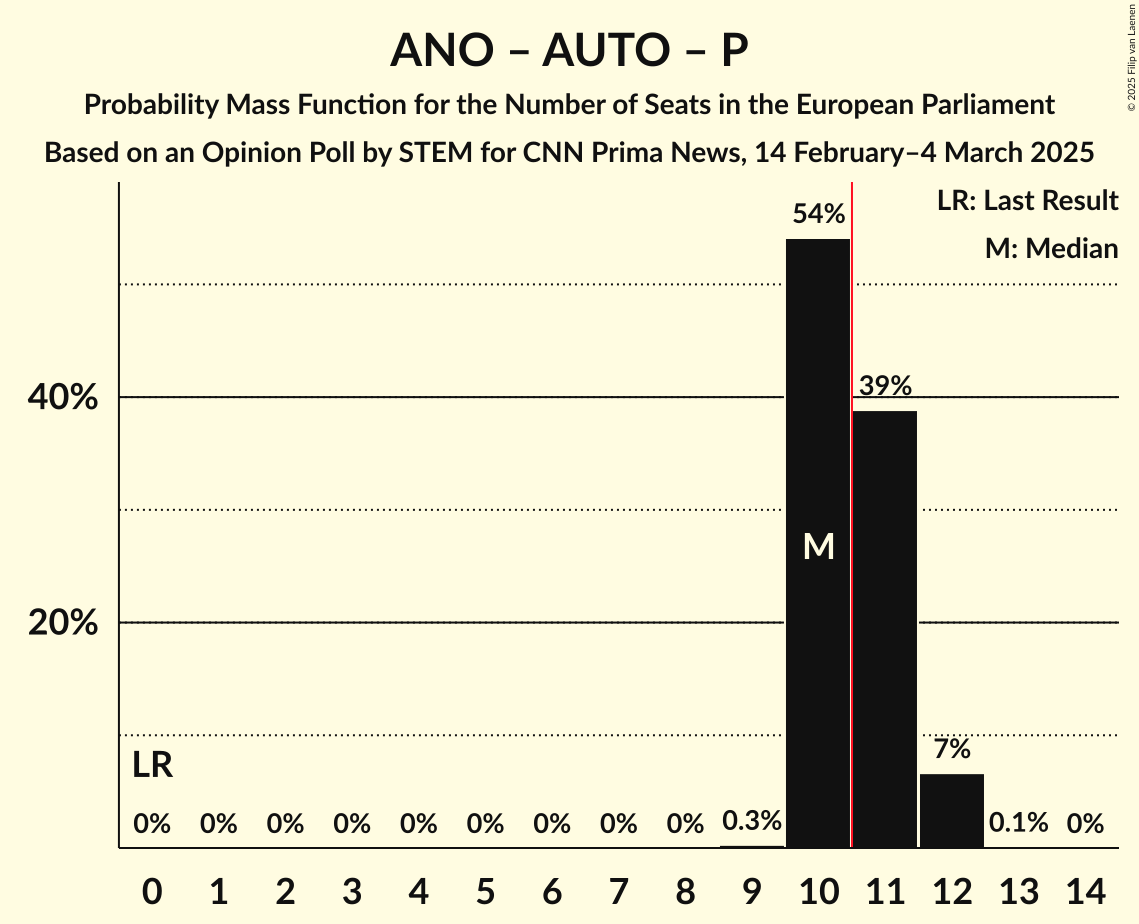 ANO – AUTO – P
Probability Mass Function for the Number of Seats in the European Parliament
Based on an Opinion Poll by STEM for CNN Prima News, 14 February–4 March 2025
© 2025 Filip van Laenen
LR: Last Result
M: Median
54%
39%
40%
M
20%
LR
7%
0% 0% 0% 0% 0% 0% 0% 0% 0% 0.3% 0.1% 0%
0 1 2 3 4 5 6 7 8 9 10 11 12 13 14